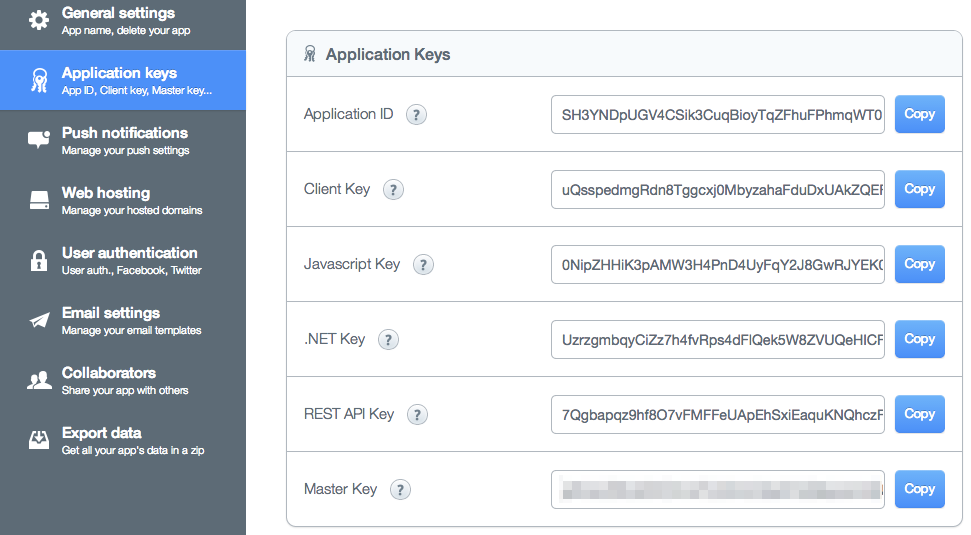 General settings
App name, delete your app
Application keys
App ID, Client key, Master key...
Push notifications
Manage your push settings
Web hosting
Manage your hosted domains
User authentication
User auth., Facebook, Twitter
Email settings
Manage your email templates
Collaborators
Share your app with others
Export data
Get all your app's data in a zip
Application Keys
Application ID ? SH3YNDpUGV4CSik3CuqBioyTqZFhuFPhmqWT0 Copy
Client Key ? uQsspedmgRdn8Tggcxj0MbyzahaFduDxUAkZQEF Copy
Javascript Key ? 0NipZHHiK3pAMW3H4PnD4UyFqY2J8GwRJYEK0 Copy
.NET Key ? UzrzgmbqyCiZz7h4fvRps4dFlQek5W8ZVUQeHICF Copy
REST API Key ? 7Qgbapqz9hf8O7vFMFFeUApEhSxiEaquKNQhczF Copy
Master Key ? Copy